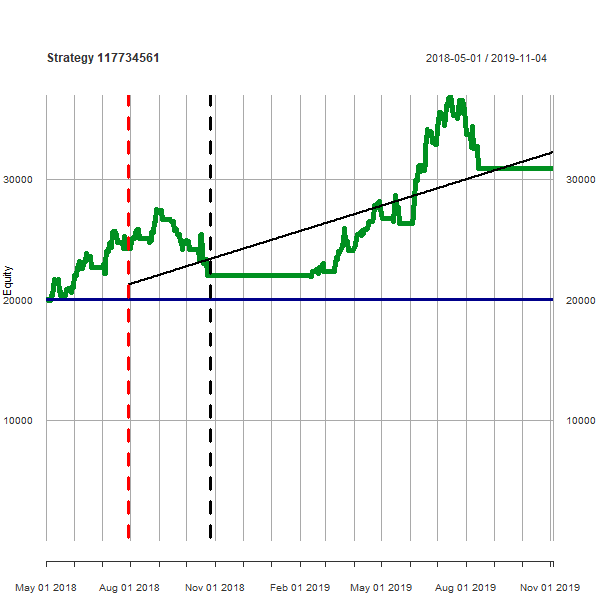 Strategy 117734561
2018-05-01 / 2019-11-04
30000
30000
Equity
20000
20000
10000
10000
May 01 2018
Aug 01 2018
Nov 01 2018
Feb 01 2019
May 01 2019
Aug 01 2019
Nov 01 2019